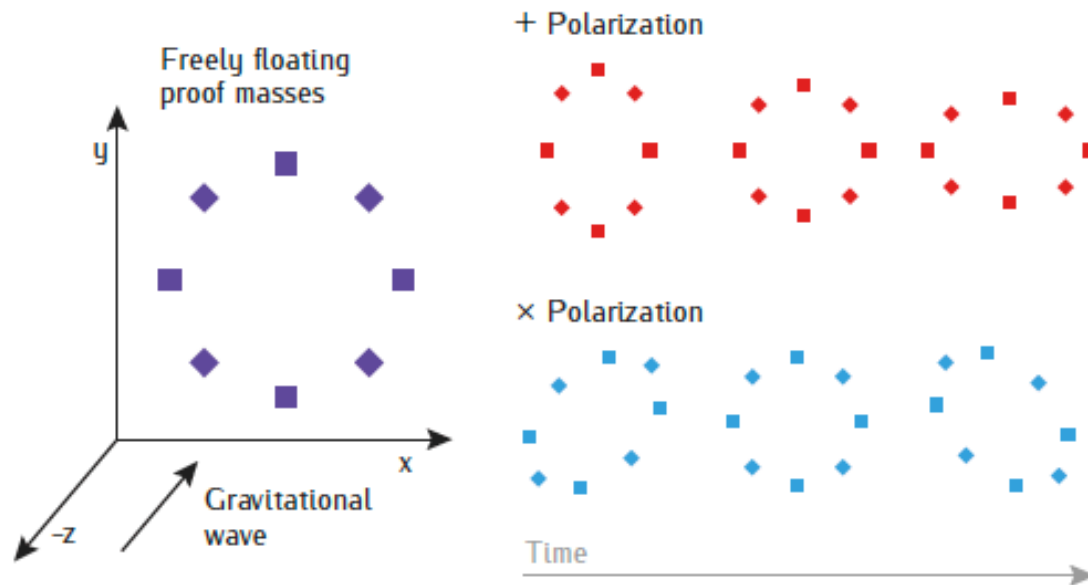 Freely floating
proof masses
y
x
-z
Gravitational
wave
+ Polarization
× Polarization
Time